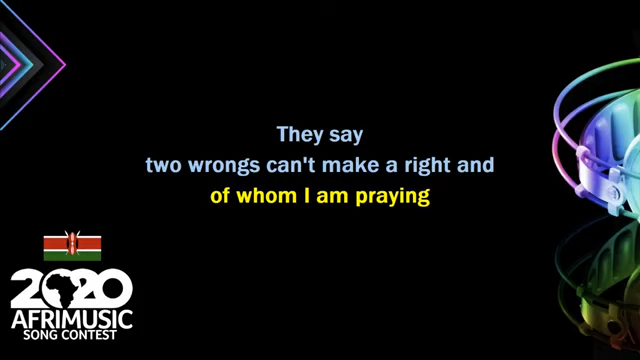 They say
two wrongs can't make a right and
of whom I am praying
2020
AFRIMUSIC
SONG CONTEST